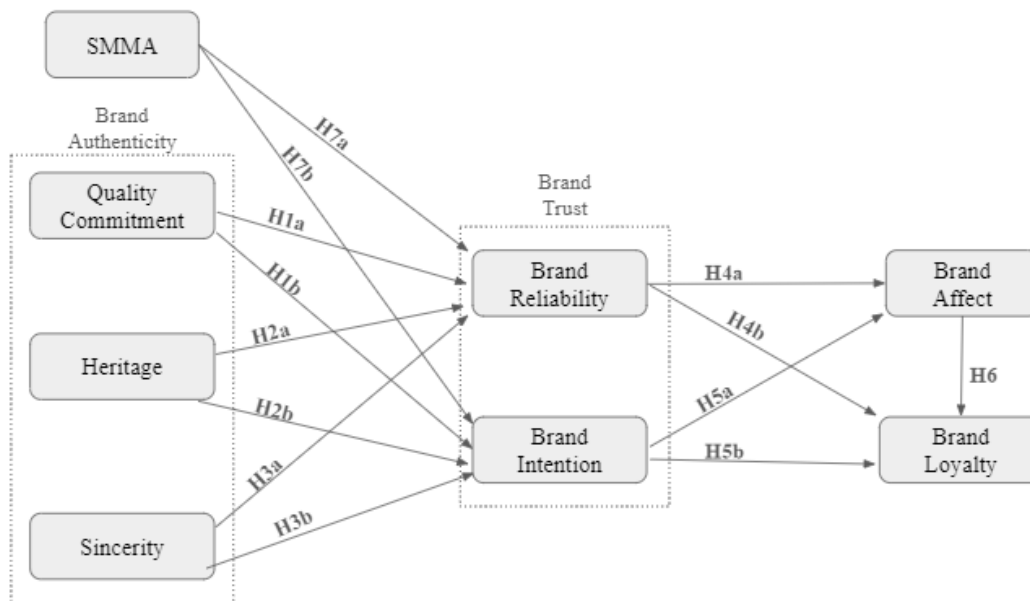 SMMA
Brand
Authenticity
H7a
H7b
Quality
Commitment
H1a
H1b
Brand
Trust
Brand
Reliability
H4a
Brand
Affect
Heritage
H2a
H4b
H2b
H5a
H6
Brand
Intention
H5b
Brand
Loyalty
H3a
H3b
Sincerity